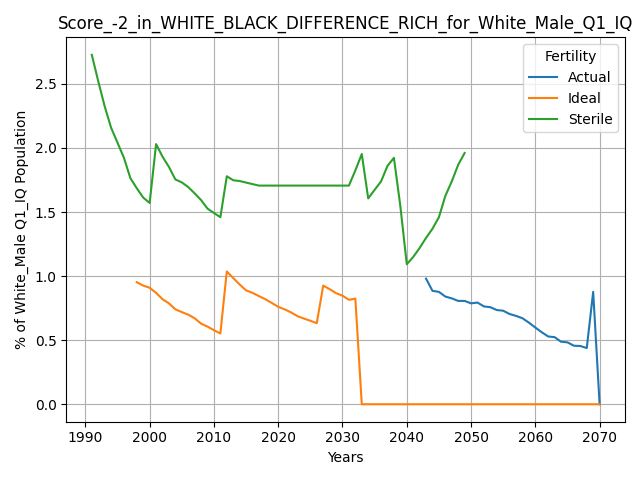 Score_-2_in_WHITE_BLACK_DIFFERENCE_RICH_for_White_Male_Q1_IQ
Fertility
Actual
Ideal
Sterile
% of White_Male Q1_IQ Population
2.5
2.0
1.5
1.0
0.5
0.0
1990 2000 2010 2020 2030 2040 2050 2060 2070
Years